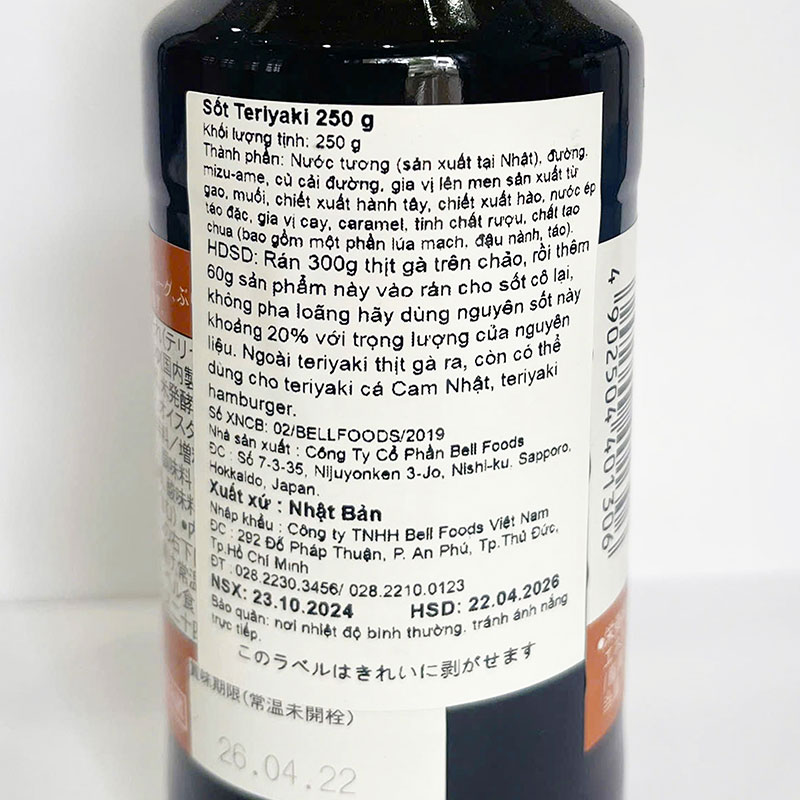 Sốt Teriyaki 250 g
Khối lượng tịnh: 250 g
Thành phần: Nước tương (sản xuất tại Nhật), đường,
mizu-ame, củ cải đường, gia vị lên men sản xuất từ
gạo, muối, chiết xuất hành tây, chiết xuất hào, nước ép
táo đặc, gia vị cay, caramel, tinh chất rượu, chất tạo
chua (bao gồm một phần lúa mạch, đậu nành, táo).
HDSD: Rán 300g thịt gà trên chảo, rồi thêm
60g sản phẩm này vào rán cho sốt cô lại,
không pha loãng hãy dùng nguyên sốt này
khoảng 20% với trọng lượng của nguyên
liệu. Ngoài teriyaki thịt gà ra, còn có thể
dùng cho teriyaki cá Cam Nhật, teriyaki
hamburger.
Số XNCB: 02/BELLFOODS/2019
Nhà sản xuất : Công Ty Cổ Phần Bell Foods
ĐC : Số 7-3-35, Nijuyonken 3-Jo, Nishi-ku. Sapporo,
Hokkaido, Japan.
Xuất xứ : Nhật Bản
Nhập khẩu : Công ty TNHH Bell Foods Việt Nam
ĐC : 292 Đồ Pháp Thuận, P. An Phú, Tp.Thủ Đức,
Tp.Hồ Chí Minh
ĐT : 028.2230.3456/ 028.2210.0123
NSX: 23.10.2024 HSD: 22.04.2026
Bảo quản: nơi nhiệt độ bình thường, tránh ánh nắng
trực tiếp.
このラベルはきれいに剥がせます
賞味期限(常温未開栓)
26.04.22
4 902504 401306